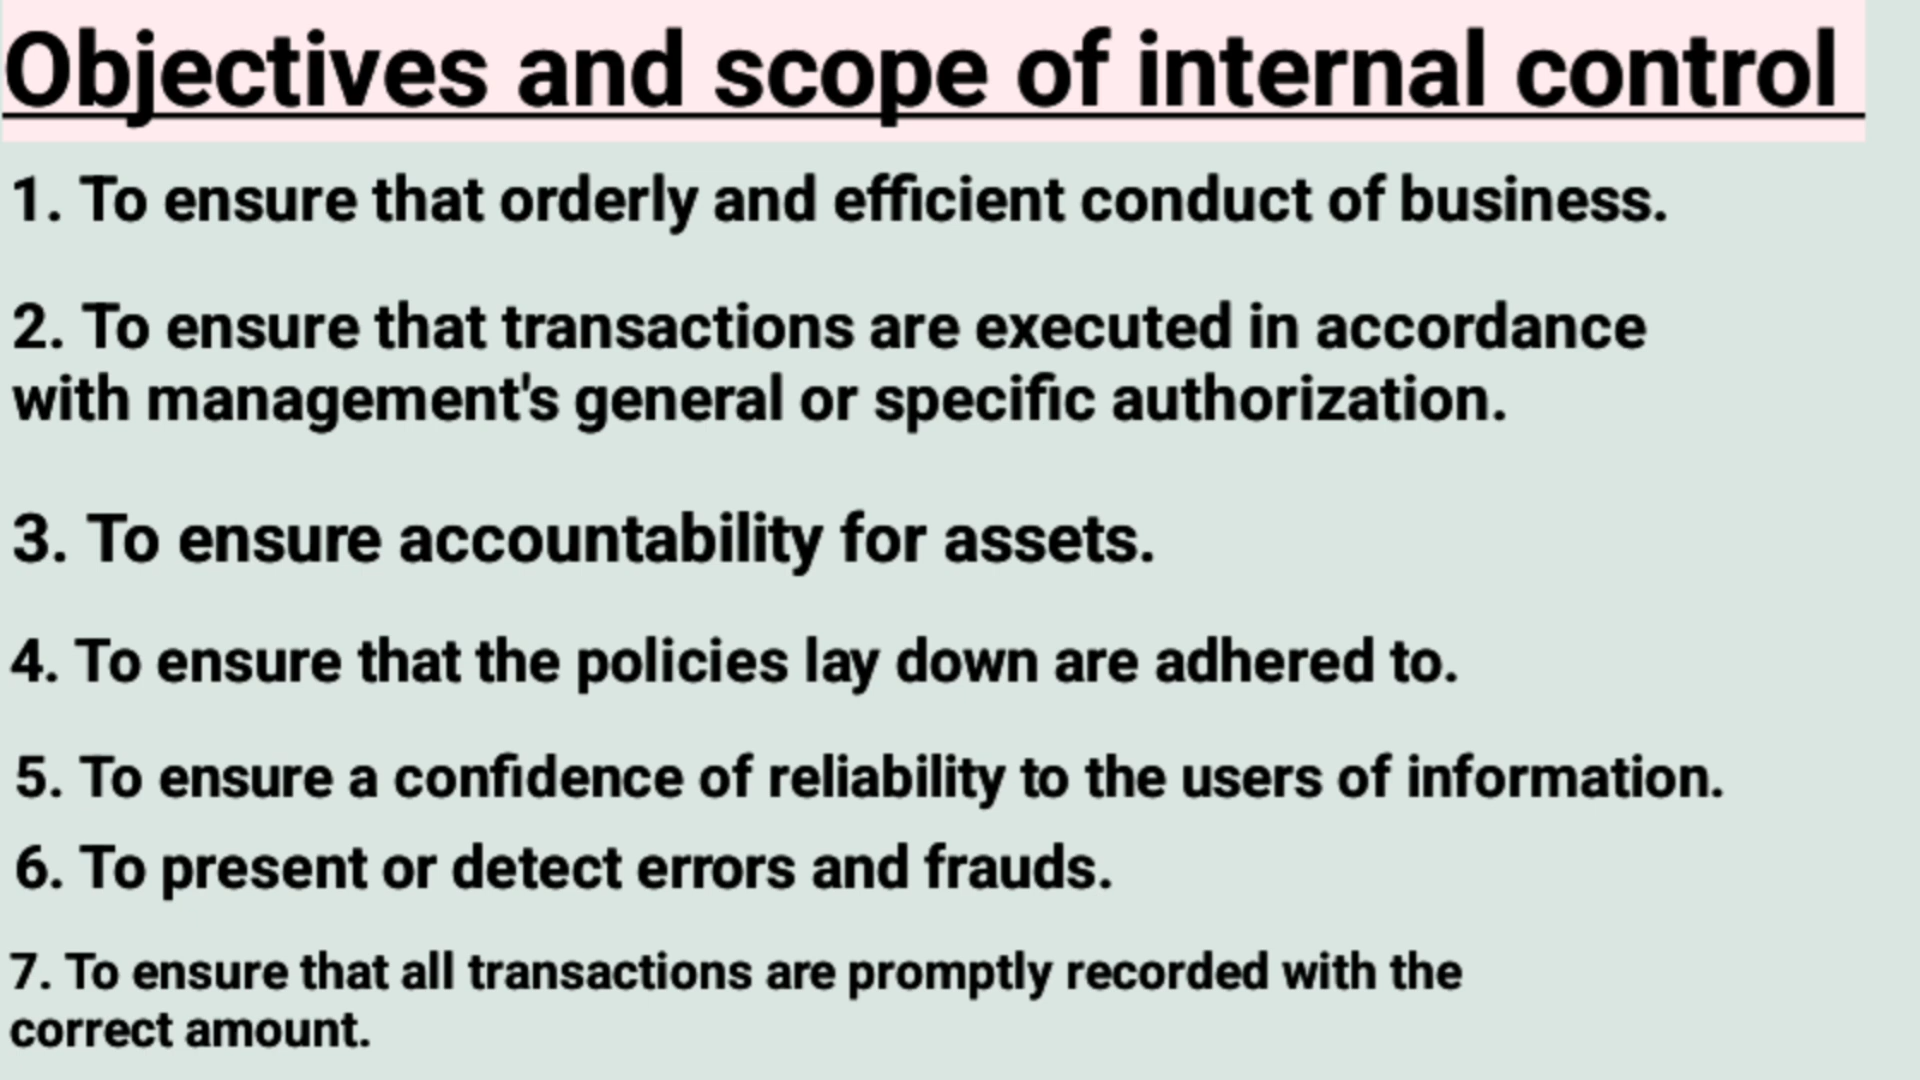 Objectives and scope of internal control
1. To ensure that orderly and efficient conduct of business.
2. To ensure that transactions are executed in accordance
with management's general or specific authorization.
3. To ensure accountability for assets.
4. To ensure that the policies lay down are adhered to.
5. To ensure a confidence of reliability to the users of information.
6. To present or detect errors and frauds.
7. To ensure that all transactions are promptly recorded with the
correct amount.